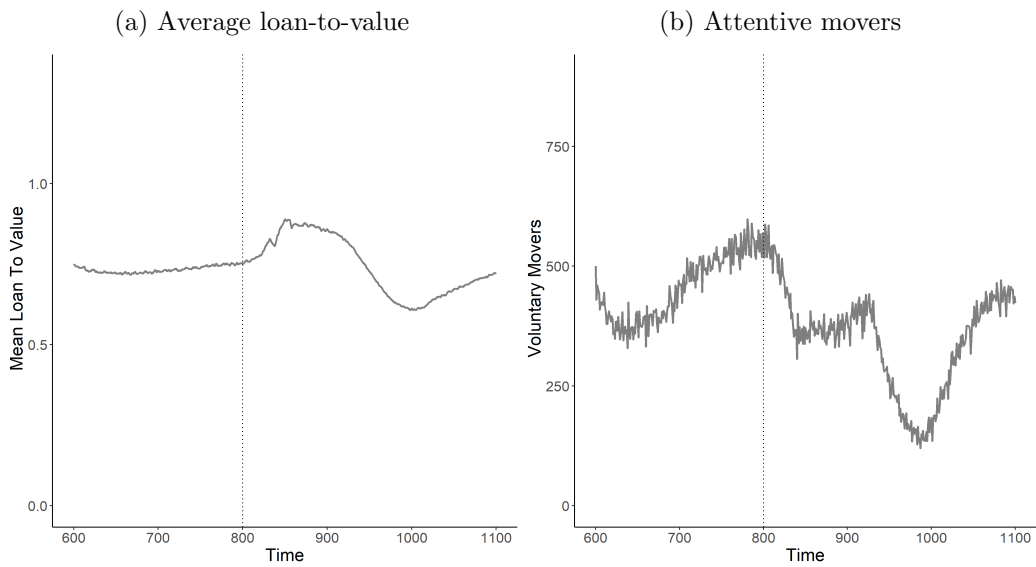 (a) Average loan-to-value
Mean Loan To Value
1.0
0.5
0.0
600 700 800 900 1000 1100
Time
(b) Attentive movers
Voluntary Movers
750
500
250
0
600 700 800 900 1000 1100
Time